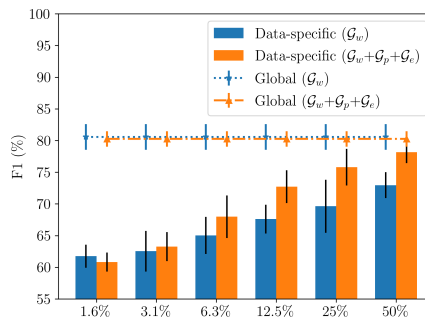 100
95
90
85
80
75
70
65
60
55
F1 (%)
Data-specific (𝒢w)
Data-specific (𝒢w+𝒢p+𝒢e)
Global (𝒢w)
Global (𝒢w+𝒢p+𝒢e)
1.6% 3.1% 6.3% 12.5% 25% 50%